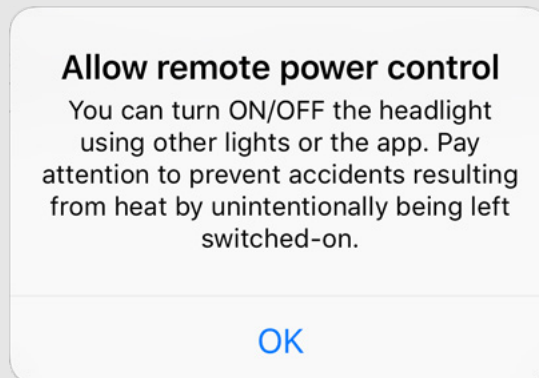 Allow remote power control
You can turn ON/OFF the headlight
using other lights or the app. Pay
attention to prevent accidents resulting
from heat by unintentionally being left
switched-on.
OK